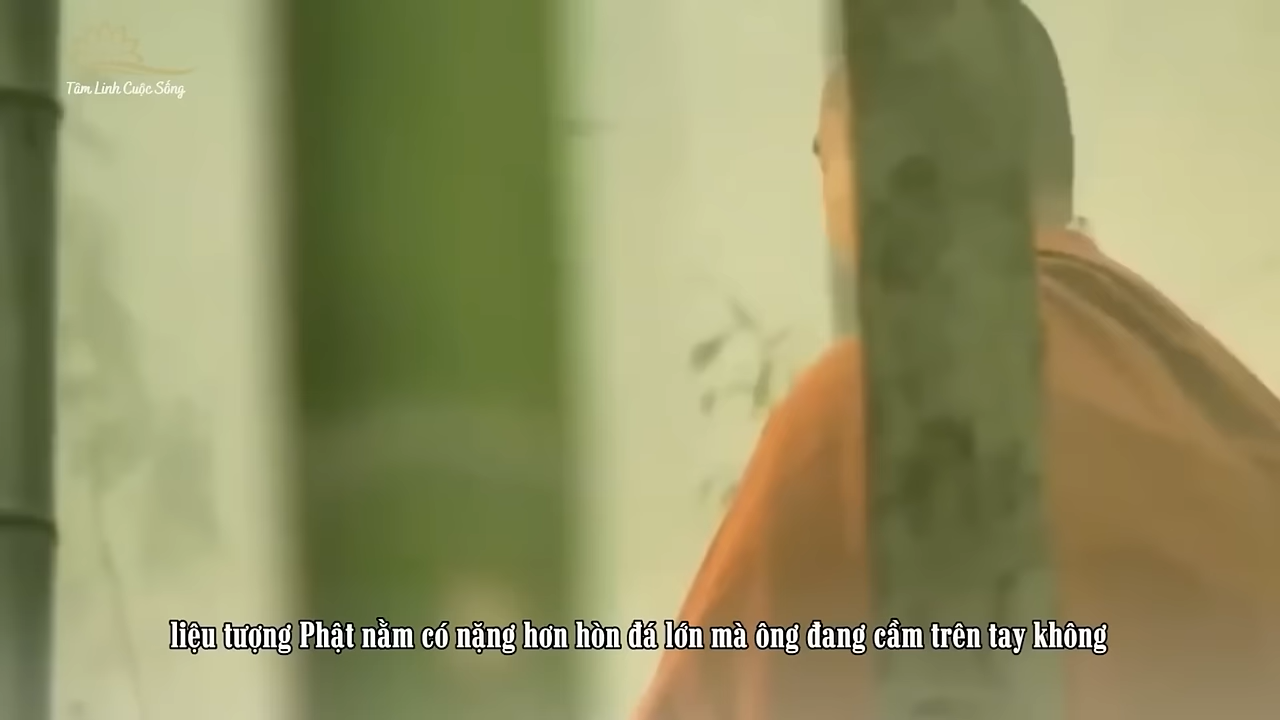 Tâm Linh Cuộc Sống
liệu tượng Phật nằm có nặng hơn hòn đá lớn mà ông đang cầm trên tay không